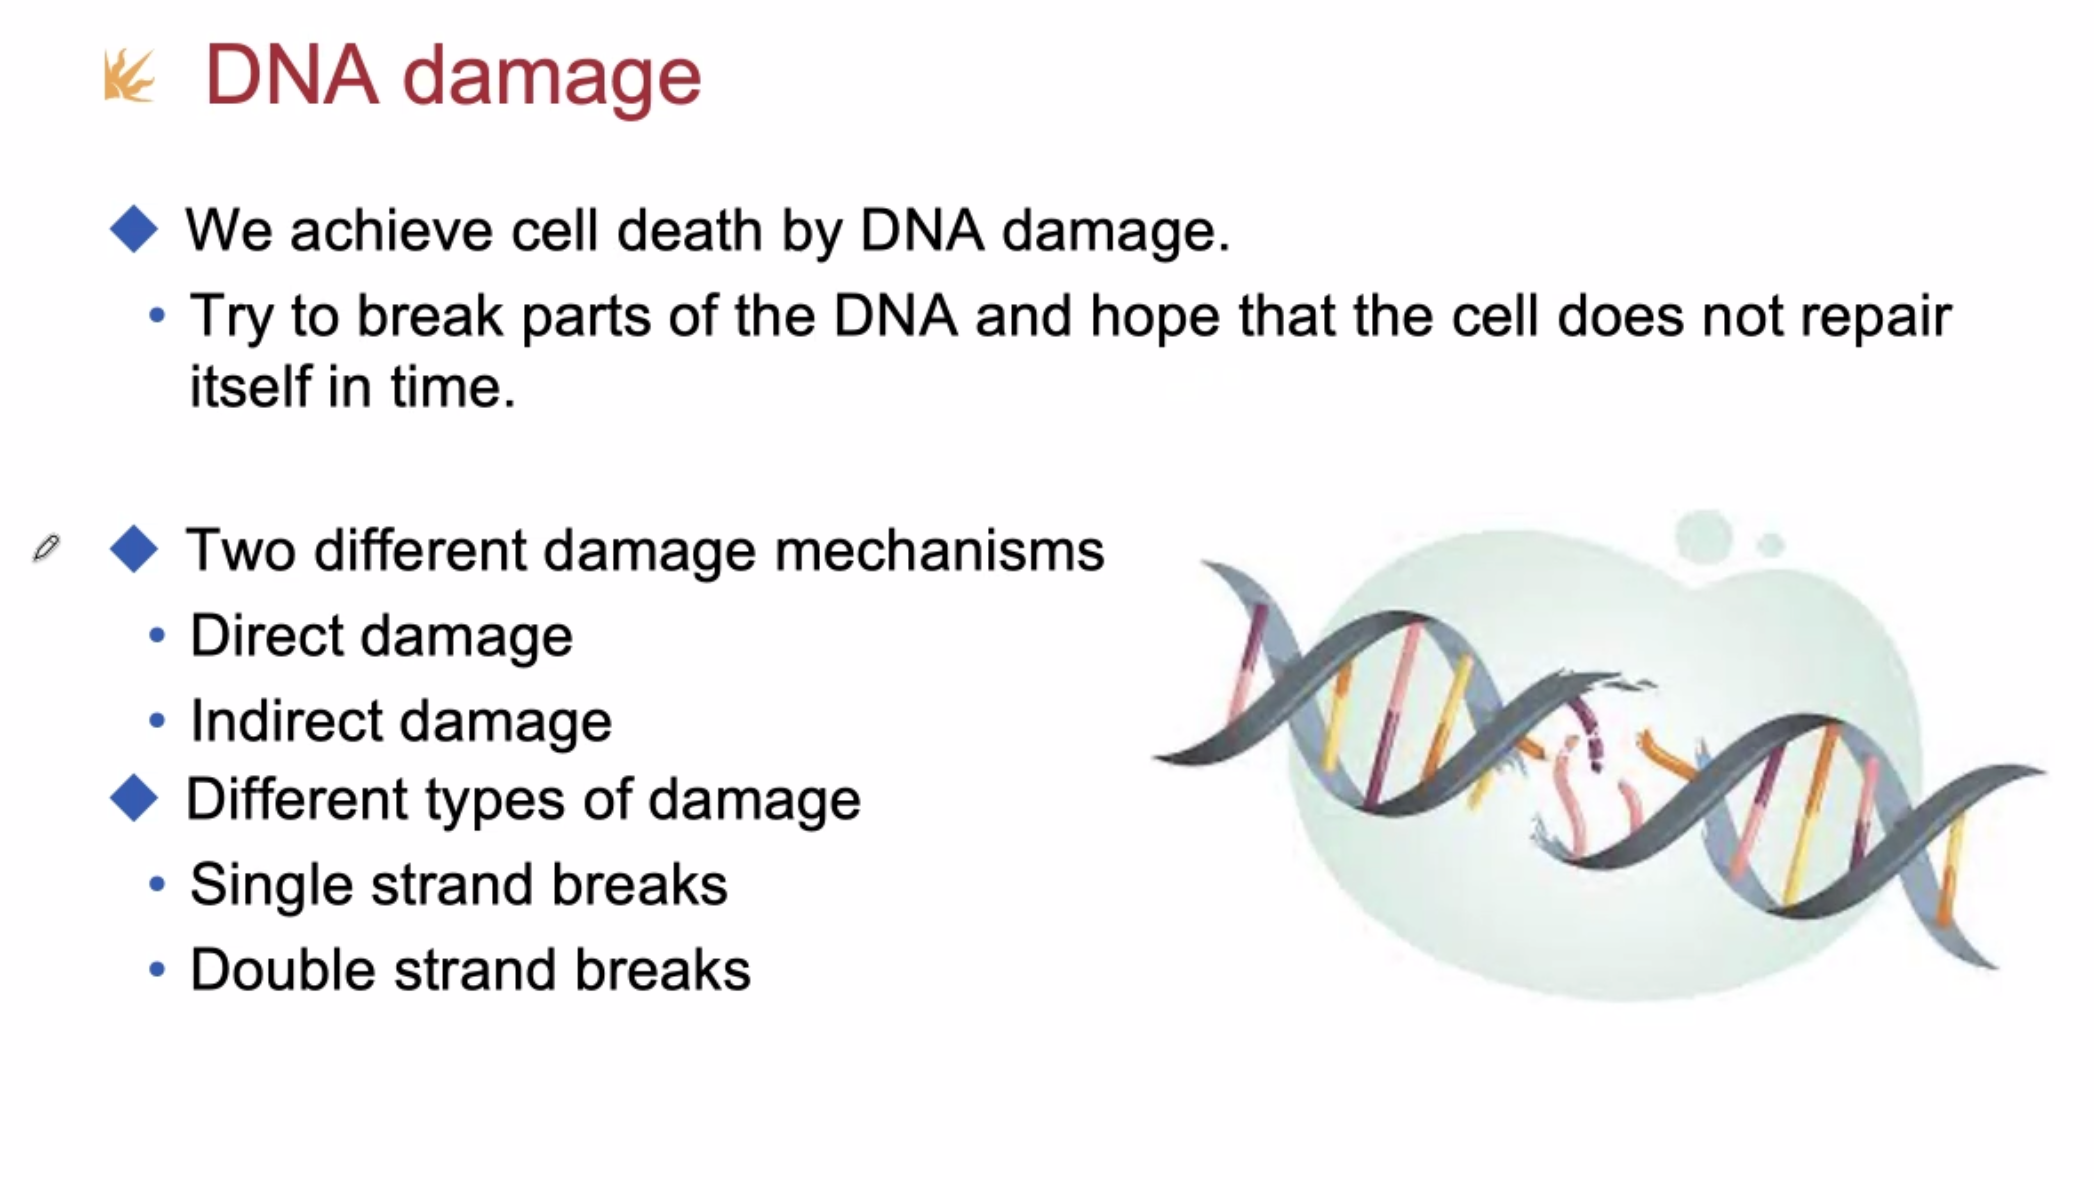 DNA damage
We achieve cell death by DNA damage.
Try to break parts of the DNA and hope that the cell does not repair
itself in time.
Two different damage mechanisms
Direct damage
Indirect damage
Different types of damage
Single strand breaks
Double strand breaks